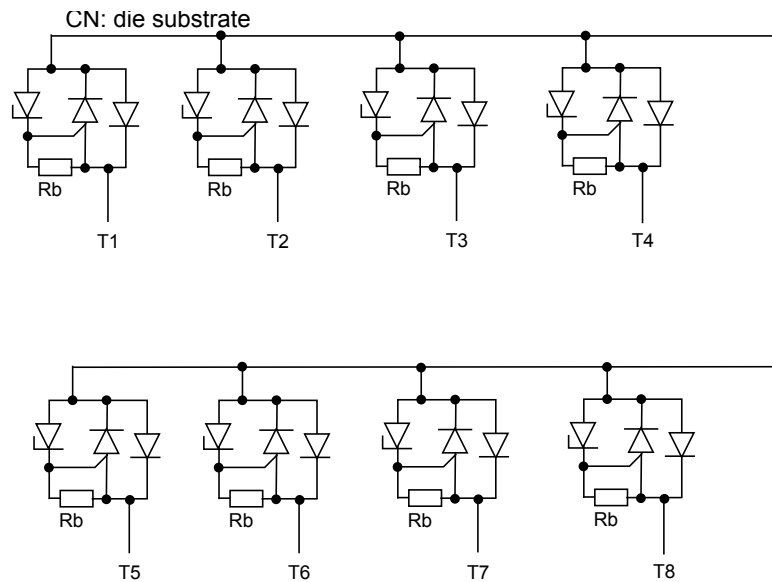 CN: die substrate
Rb Rb Rb Rb
T1 T2 T3 T4
Rb Rb Rb Rb
T5 T6 T7 T8